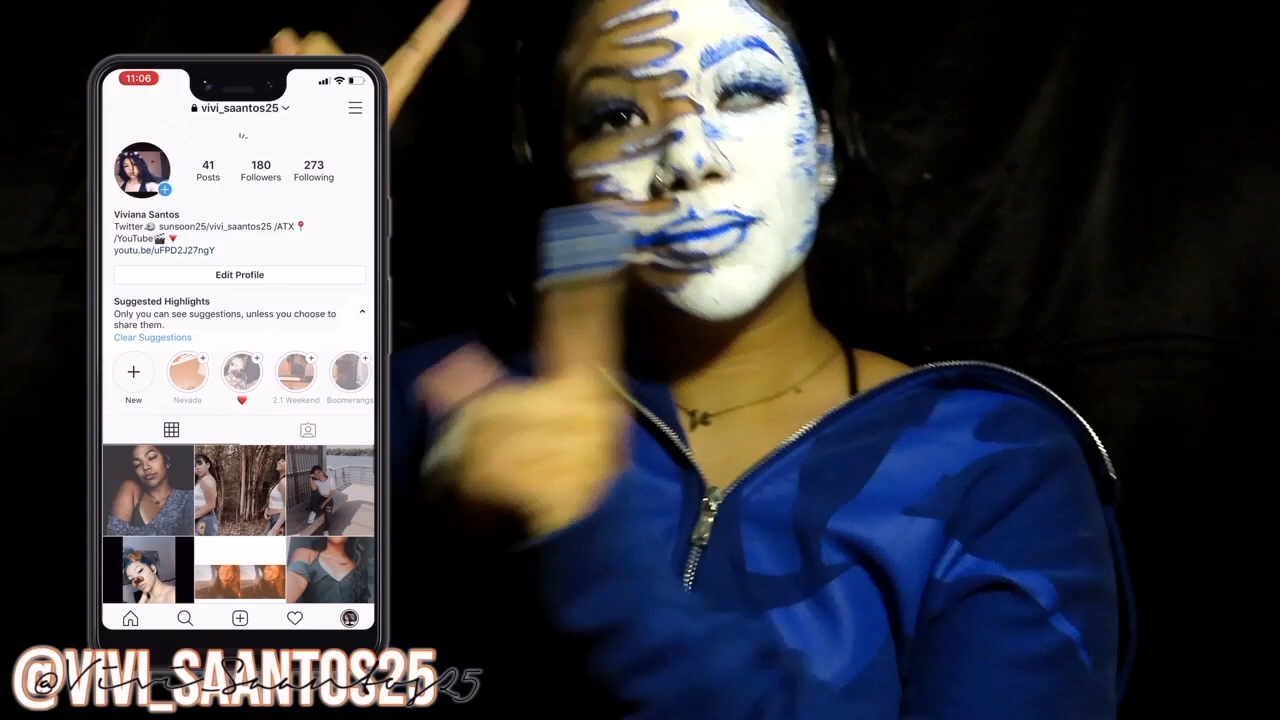 11:06
vivi_saantos25
41 180 273
Posts Followers Following
Viviana Santos
Twitter sunsoon25/vivi_saantos25 /ATX
/YouTube
youtu.be/uFPD2J27ngY
Edit Profile
Suggested Highlights
Only you can see suggestions, unless you choose to
share them.
Clear Suggestions
New Nevada 2.1 Weekend Boomerangs
@VIVI_SAANTOS25
@Vivi_Saantos25